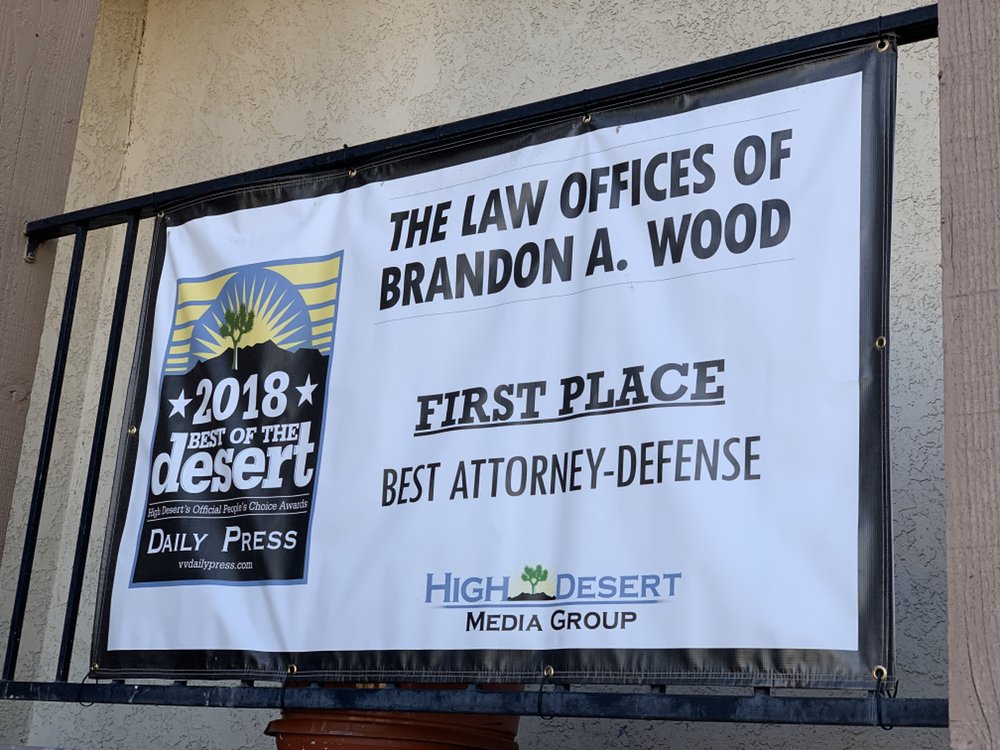 THE LAW OFFICES OF
BRANDON A. WOOD
FIRST PLACE
BEST ATTORNEY-DEFENSE
2018
BEST OF THE
desert
High Desert's Official People's Choice Awards
DAILY PRESS
vvdailypress.com
HIGH DESERT
MEDIA GROUP